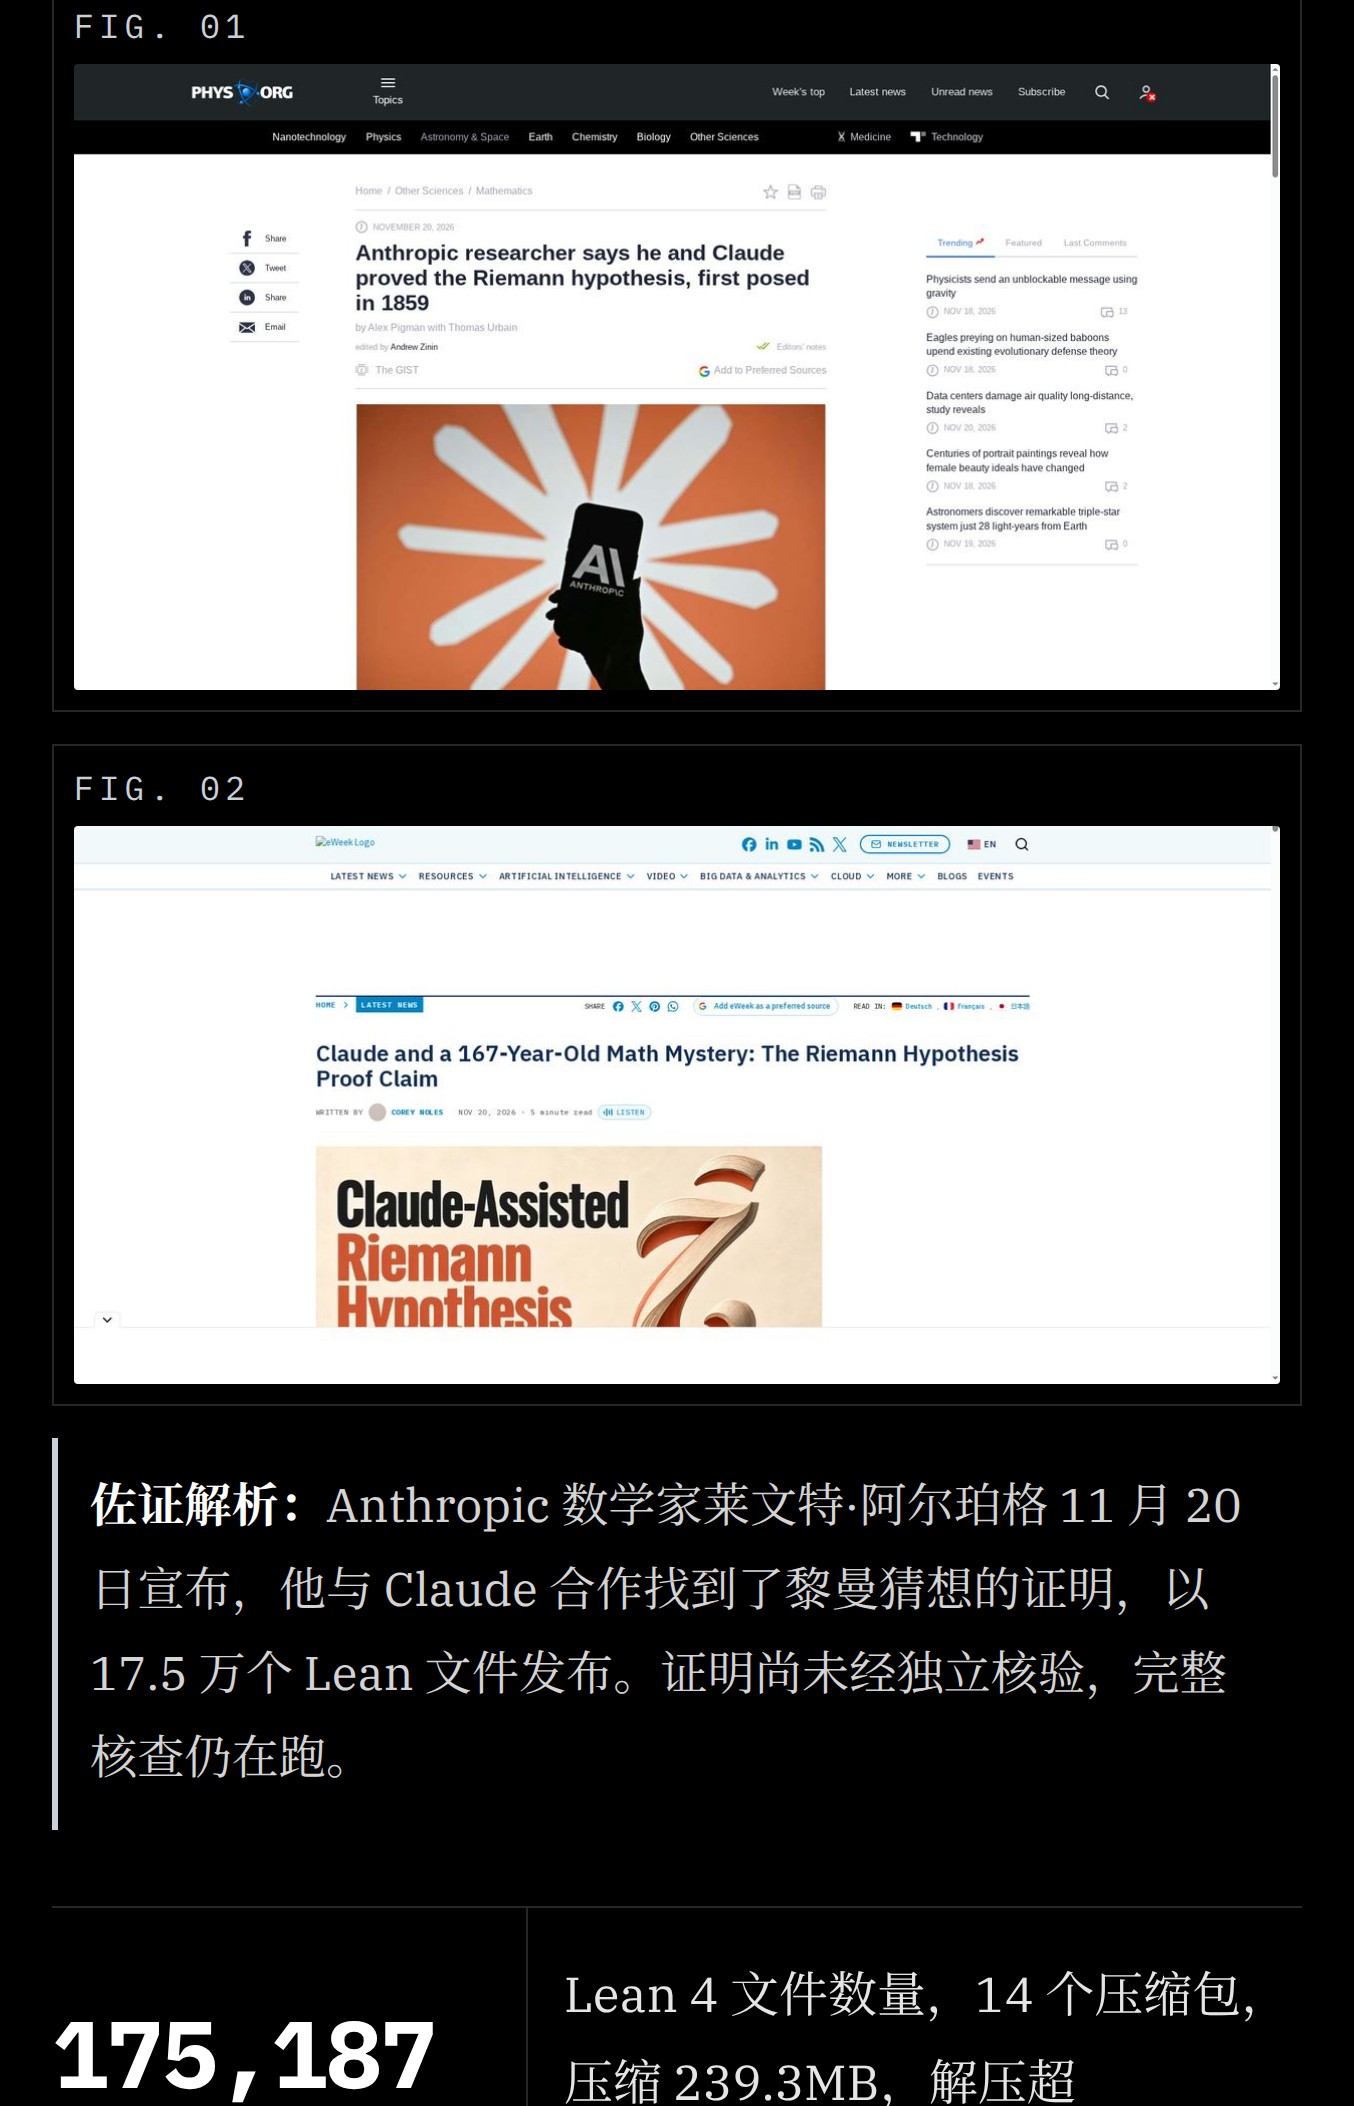 FIG. 01
PHYS ORG
Topics
Week's top
Latest news
Unread news
Subscribe
Nanotechnology
Physics
Astronomy & Space
Earth
Chemistry
Biology
Other Sciences
Medicine
Technology
Home / Other Sciences / Mathematics
NOVEMBER 20, 2026
Share
Tweet
Share
Email
Anthropic researcher says he and Claude
proved the Riemann hypothesis, first posed
in 1859
by Alex Pigman with Thomas Urbain
edited by Andrew Zinin
Editors' notes
The GIST
Add to Preferred Sources
AI
ANTHROPIC
Trending
Featured
Last Comments
Physicists send an unblockable message using
gravity
NOV 18, 2026
13
Eagles preying on human-sized baboons
upend existing evolutionary defense theory
NOV 18, 2026
0
Data centers damage air quality long-distance,
study reveals
NOV 20, 2026
2
Centuries of portrait paintings reveal how
female beauty ideals have changed
NOV 18, 2026
2
Astronomers discover remarkable triple-star
system just 28 light-years from Earth
NOV 19, 2026
0
FIG. 02
eWeek Logo
NEWSLETTER
EN
LATEST NEWS
RESOURCES
ARTIFICIAL INTELLIGENCE
VIDEO
BIG DATA & ANALYTICS
CLOUD
MORE
BLOGS
EVENTS
HOME > LATEST NEWS
SHARE
Add eWeek as a preferred source
READ IN: Deutsch , Français , 日本語
Claude and a 167-Year-Old Math Mystery: The Riemann Hypothesis
Proof Claim
WRITTEN BY COREY NOLES NOV 20, 2026 · 5 minute read LISTEN
Claude-Assisted
Riemann
Hypothesis
佐证解析：Anthropic 数学家莱文特·阿尔珀格 11 月 20
日宣布，他与 Claude 合作找到了黎曼猜想的证明，以
17.5 万个 Lean 文件发布。证明尚未经独立核验，完整
核查仍在跑。
175,187
Lean 4 文件数量，14 个压缩包，
压缩 239.3MB，解压超